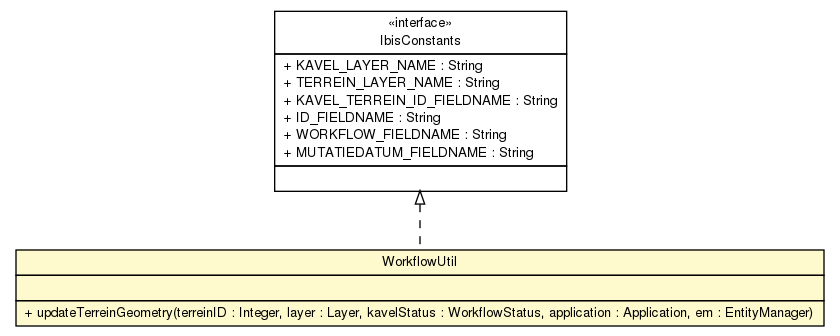 «interface»
IbisConstants
+ KAVEL_LAYER_NAME : String
+ TERREIN_LAYER_NAME : String
+ KAVEL_TERREIN_ID_FIELDNAME : String
+ ID_FIELDNAME : String
+ WORKFLOW_FIELDNAME : String
+ MUTATIEDATUM_FIELDNAME : String
WorkflowUtil
+ updateTerreinGeometry(terreinID : Integer, layer : Layer, kavelStatus : WorkflowStatus, application : Application, em : EntityManager)